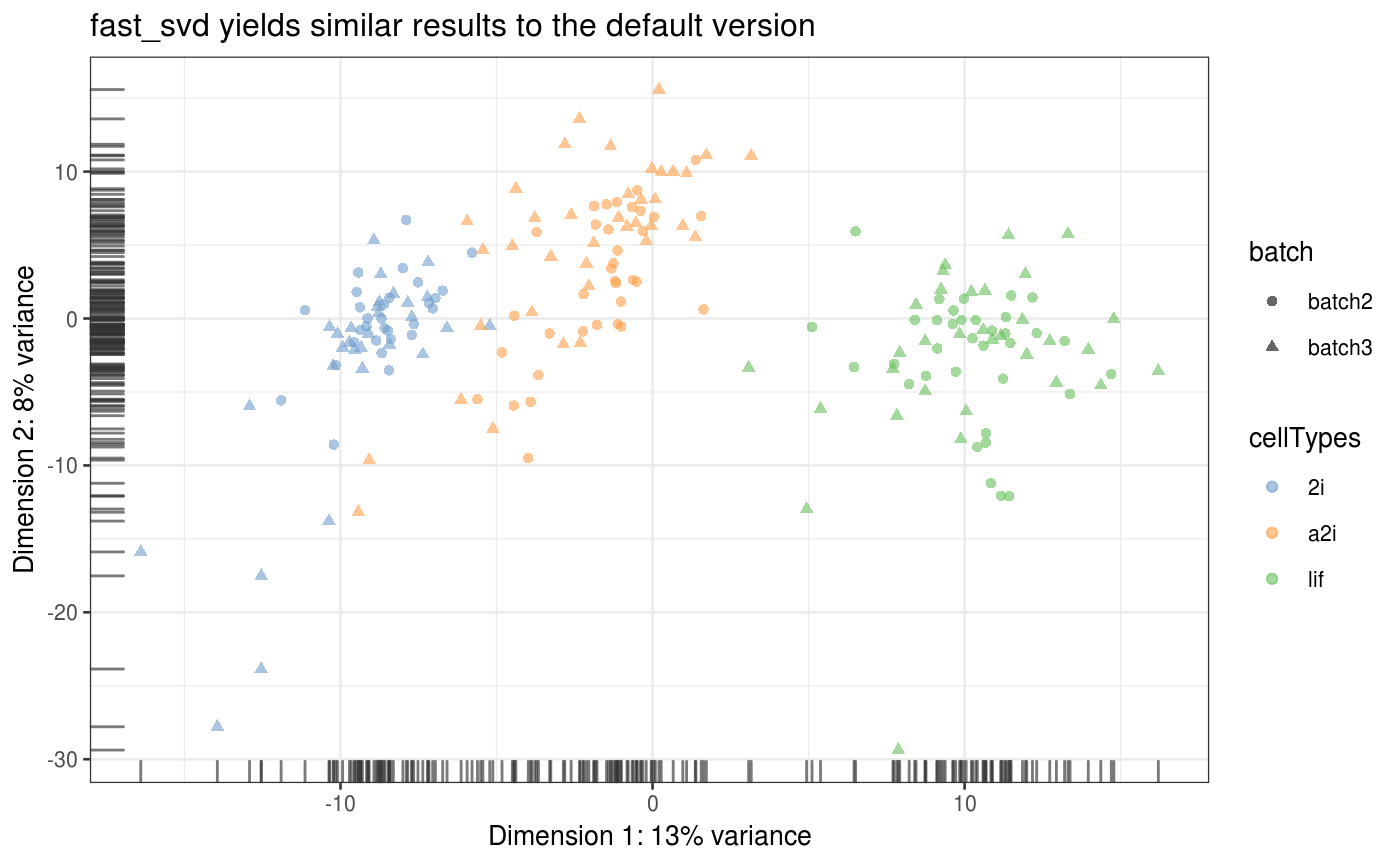 fast_svd yields similar results to the default version
10
0
-10
-20
-30
Dimension 2: 8% variance
-10
0
10
Dimension 1: 13% variance
batch
batch2
batch3
cellTypes
2i
a2i
lif